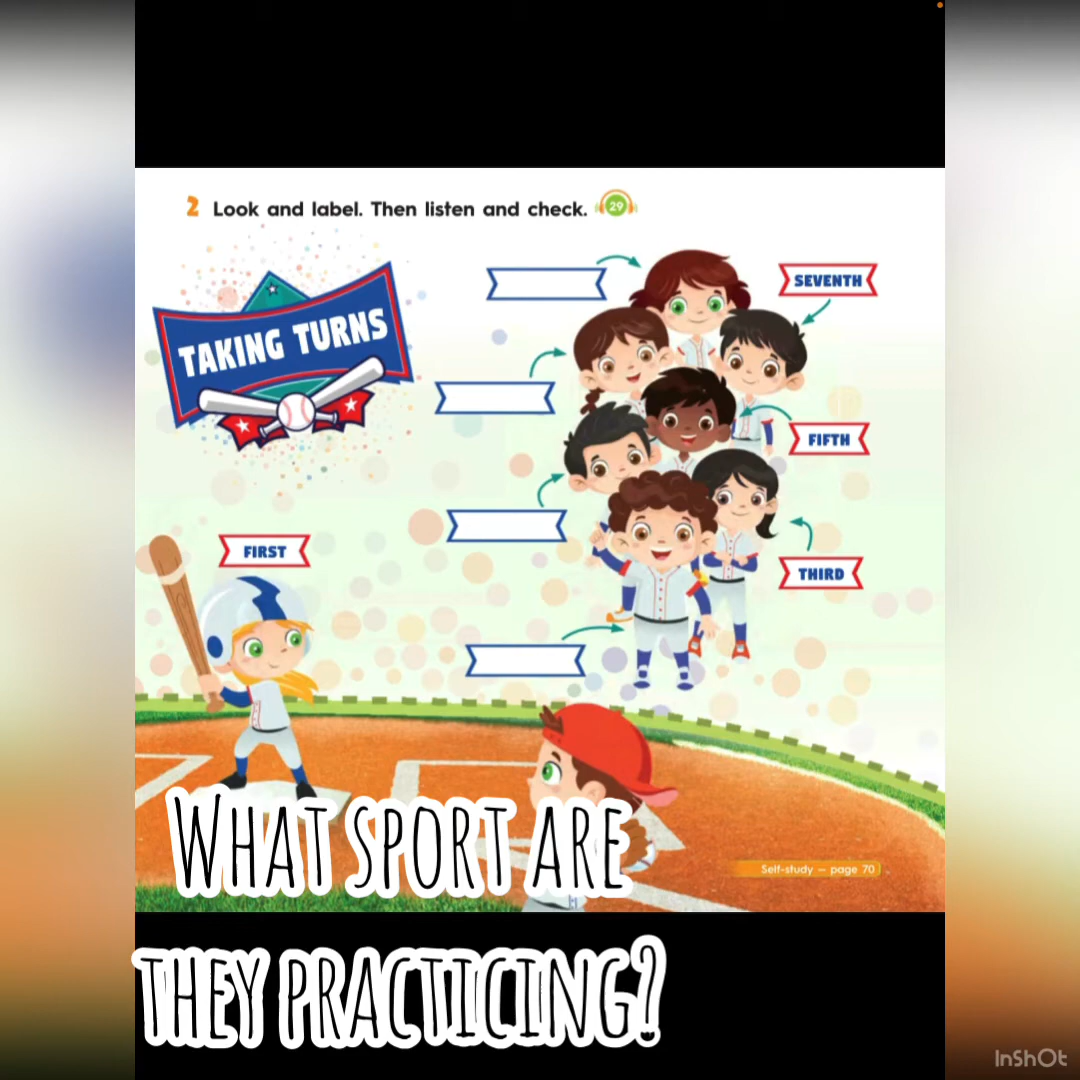 2 Look and label. Then listen and check. 29
TAKING TURNS
SEVENTH
FIFTH
FIRST
THIRD
WHAT SPORT ARE
Self-study – page 70
THEY PRACTICING?
InShOt